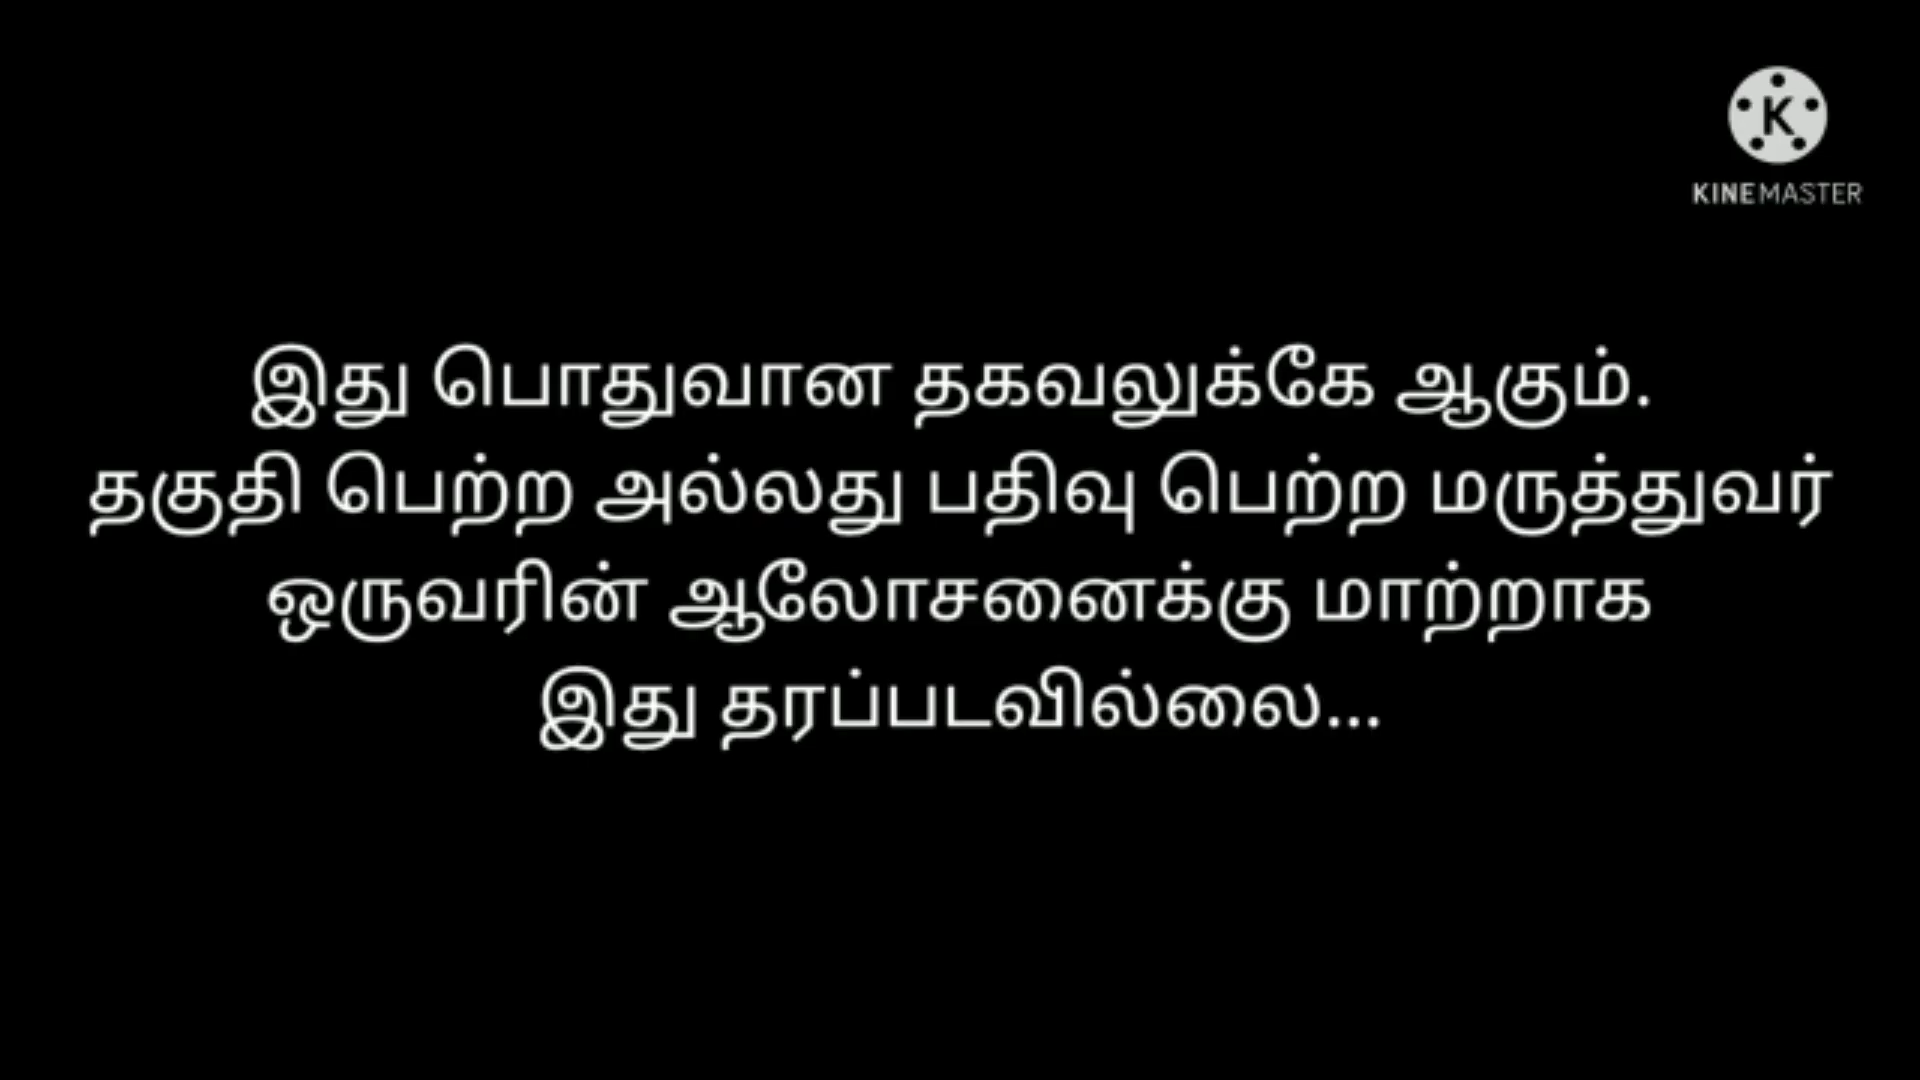 K
KINEMASTER
இது பொதுவான தகவலுக்கே ஆகும்.
தகுதி பெற்ற அல்லது பதிவு பெற்ற மருத்துவர்
ஒருவரின் ஆலோசனைக்கு மாற்றாக
இது தரப்படவில்லை...